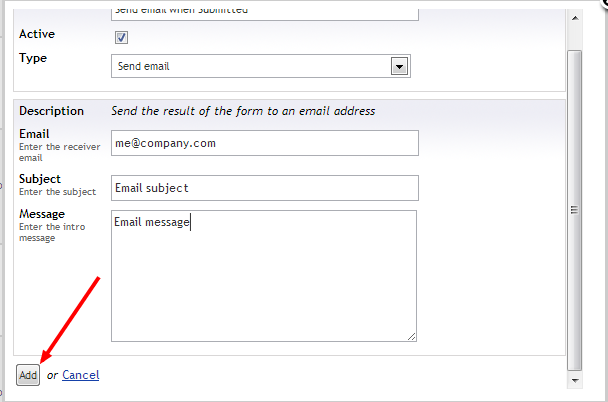 Send email when Submitted
Active
Type
Send email
Description Send the result of the form to an email address
Email
Enter the receiver
email
me@company.com
Subject
Enter the subject
Email subject
Message
Enter the intro
message
Email message
Add or Cancel